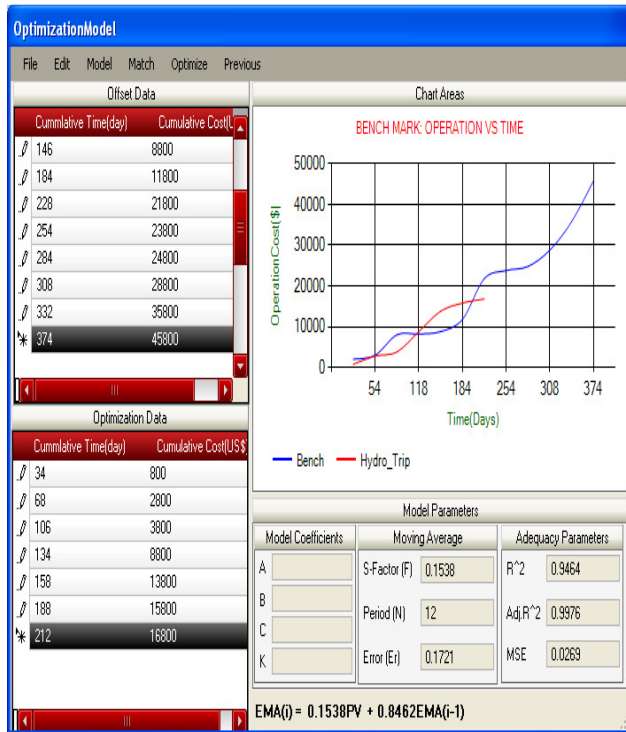 OptimizationModel
File Edit Model Match Optimize Previous
Offset Data
Cummlative Time(day) Cumulative Cost(U
146 8800
184 11800
228 21800
254 23800
284 24800
308 28800
332 35800
374 45800
Optimization Data
Cummlative Time(day) Cumulative Cost(US$)
34 800
68 2800
106 3800
134 8800
158 13800
188 15800
212 16800
Chart Areas
BENCH MARK: OPERATION VS TIME
OperationCost($)
50000
40000
30000
20000
10000
0
54 118 184 254 308 374
Time(Days)
Bench Hydro_Trip
Model Parameters
Model Coefficients Moving Average Adequacy Parameters
A S-Factor (F) 0.1538 R^2 0.9464
B Period (N) 12 Adj.R^2 0.9976
C Error (Er) 0.1721 MSE 0.0269
K
EMA(i) = 0.1538PV + 0.8462EMA(i-1)